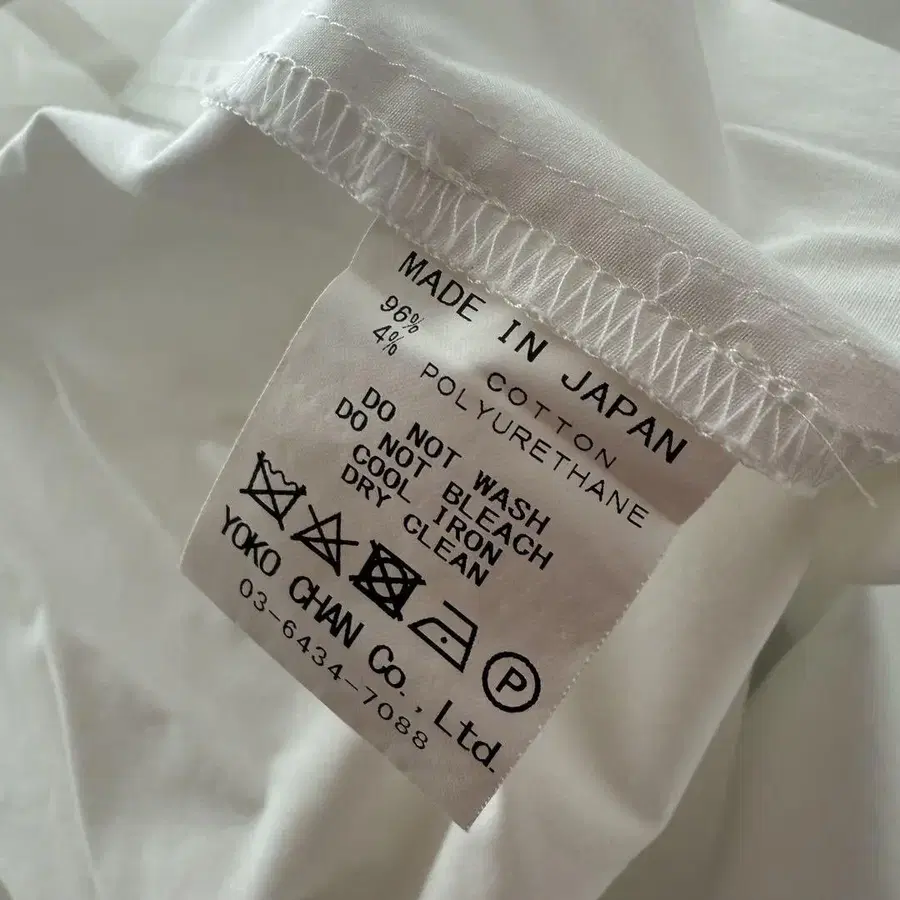 MADE IN JAPAN
96% COTTON
4% POLYURETHANE
DO NOT WASH
DO NOT BLEACH
COOL IRON
DRY CLEAN
P
YOKO CHAN Co., Ltd.
03-6434-7088